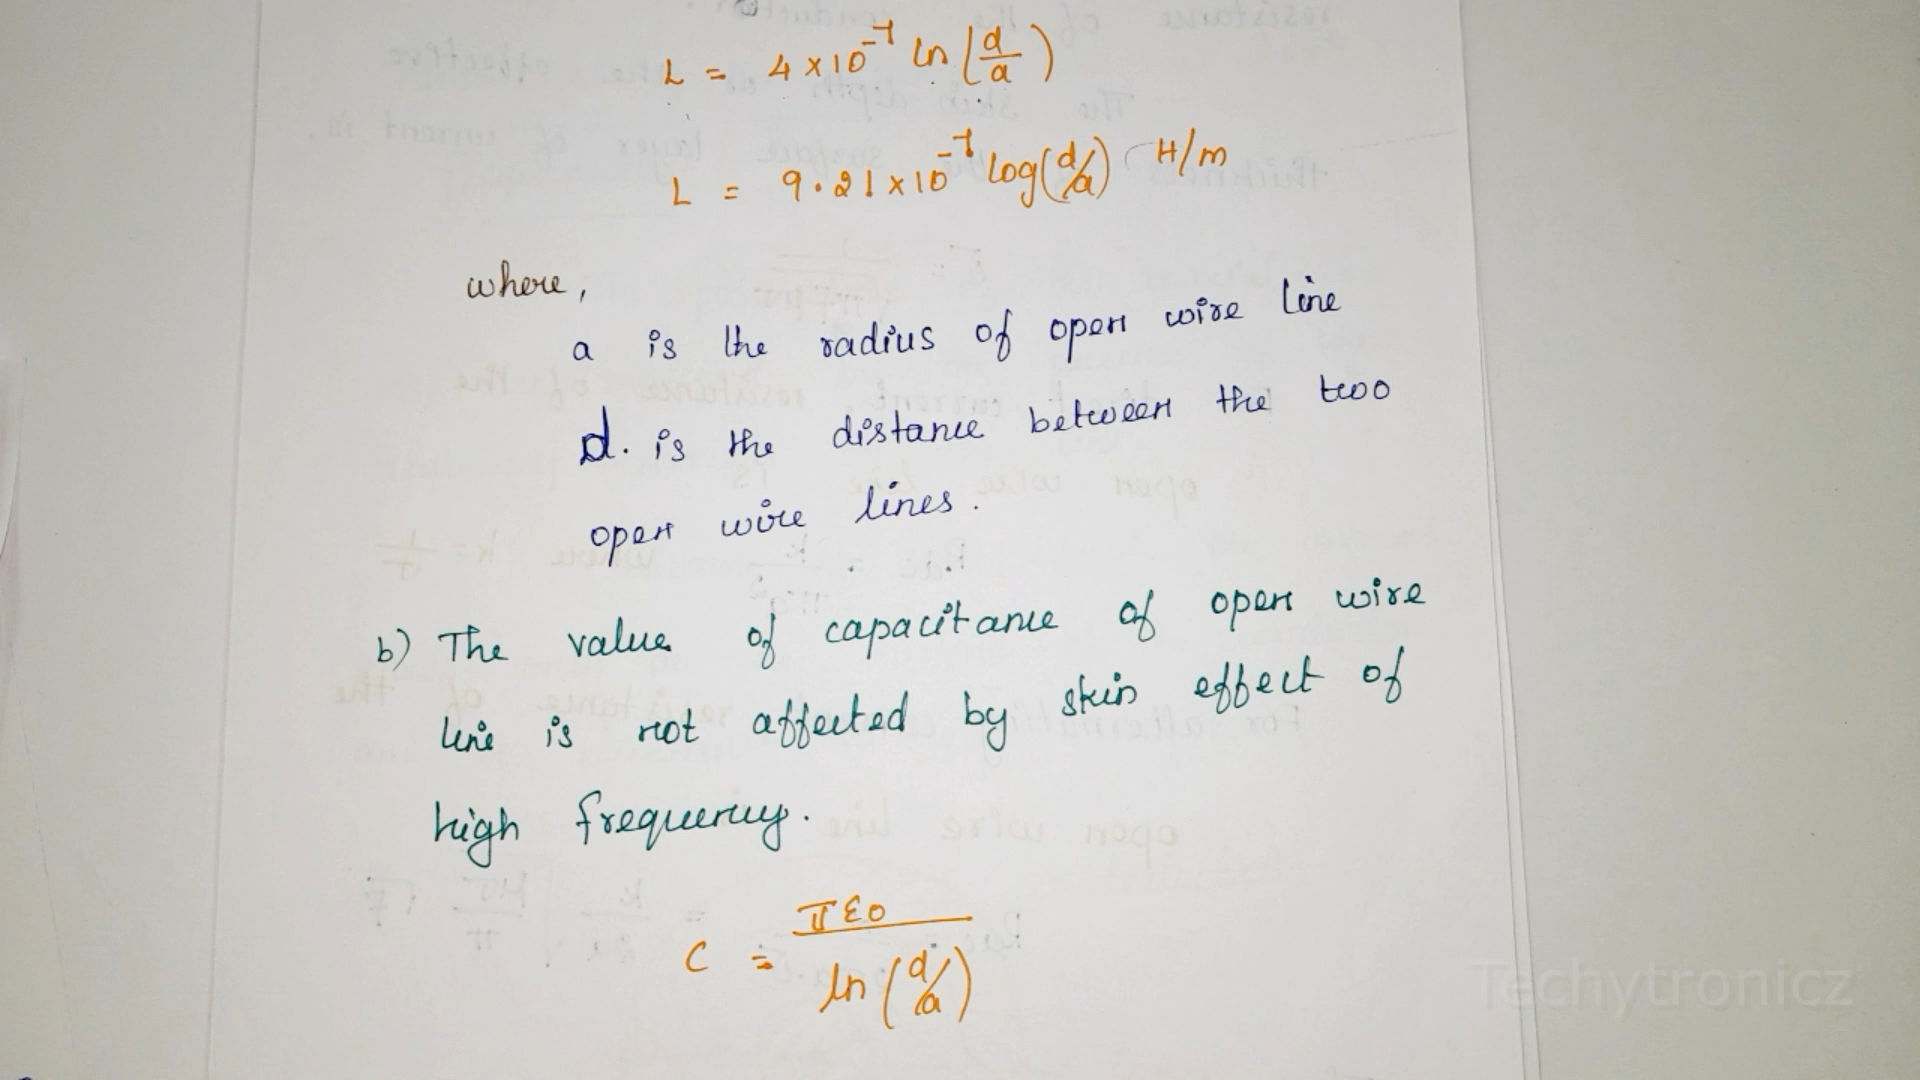 L = 4×10⁻⁷ ln(d/a)
L = 9.21×10⁻⁷ log(d/a) H/m
where,
a is the radius of open wire line
d. is the distance between the two
open wire lines.
b) The value of capacitance of open wire
line is not affected by skin effect of
high frequency.
C = πε0 / ln(d/a)
Techytronicz